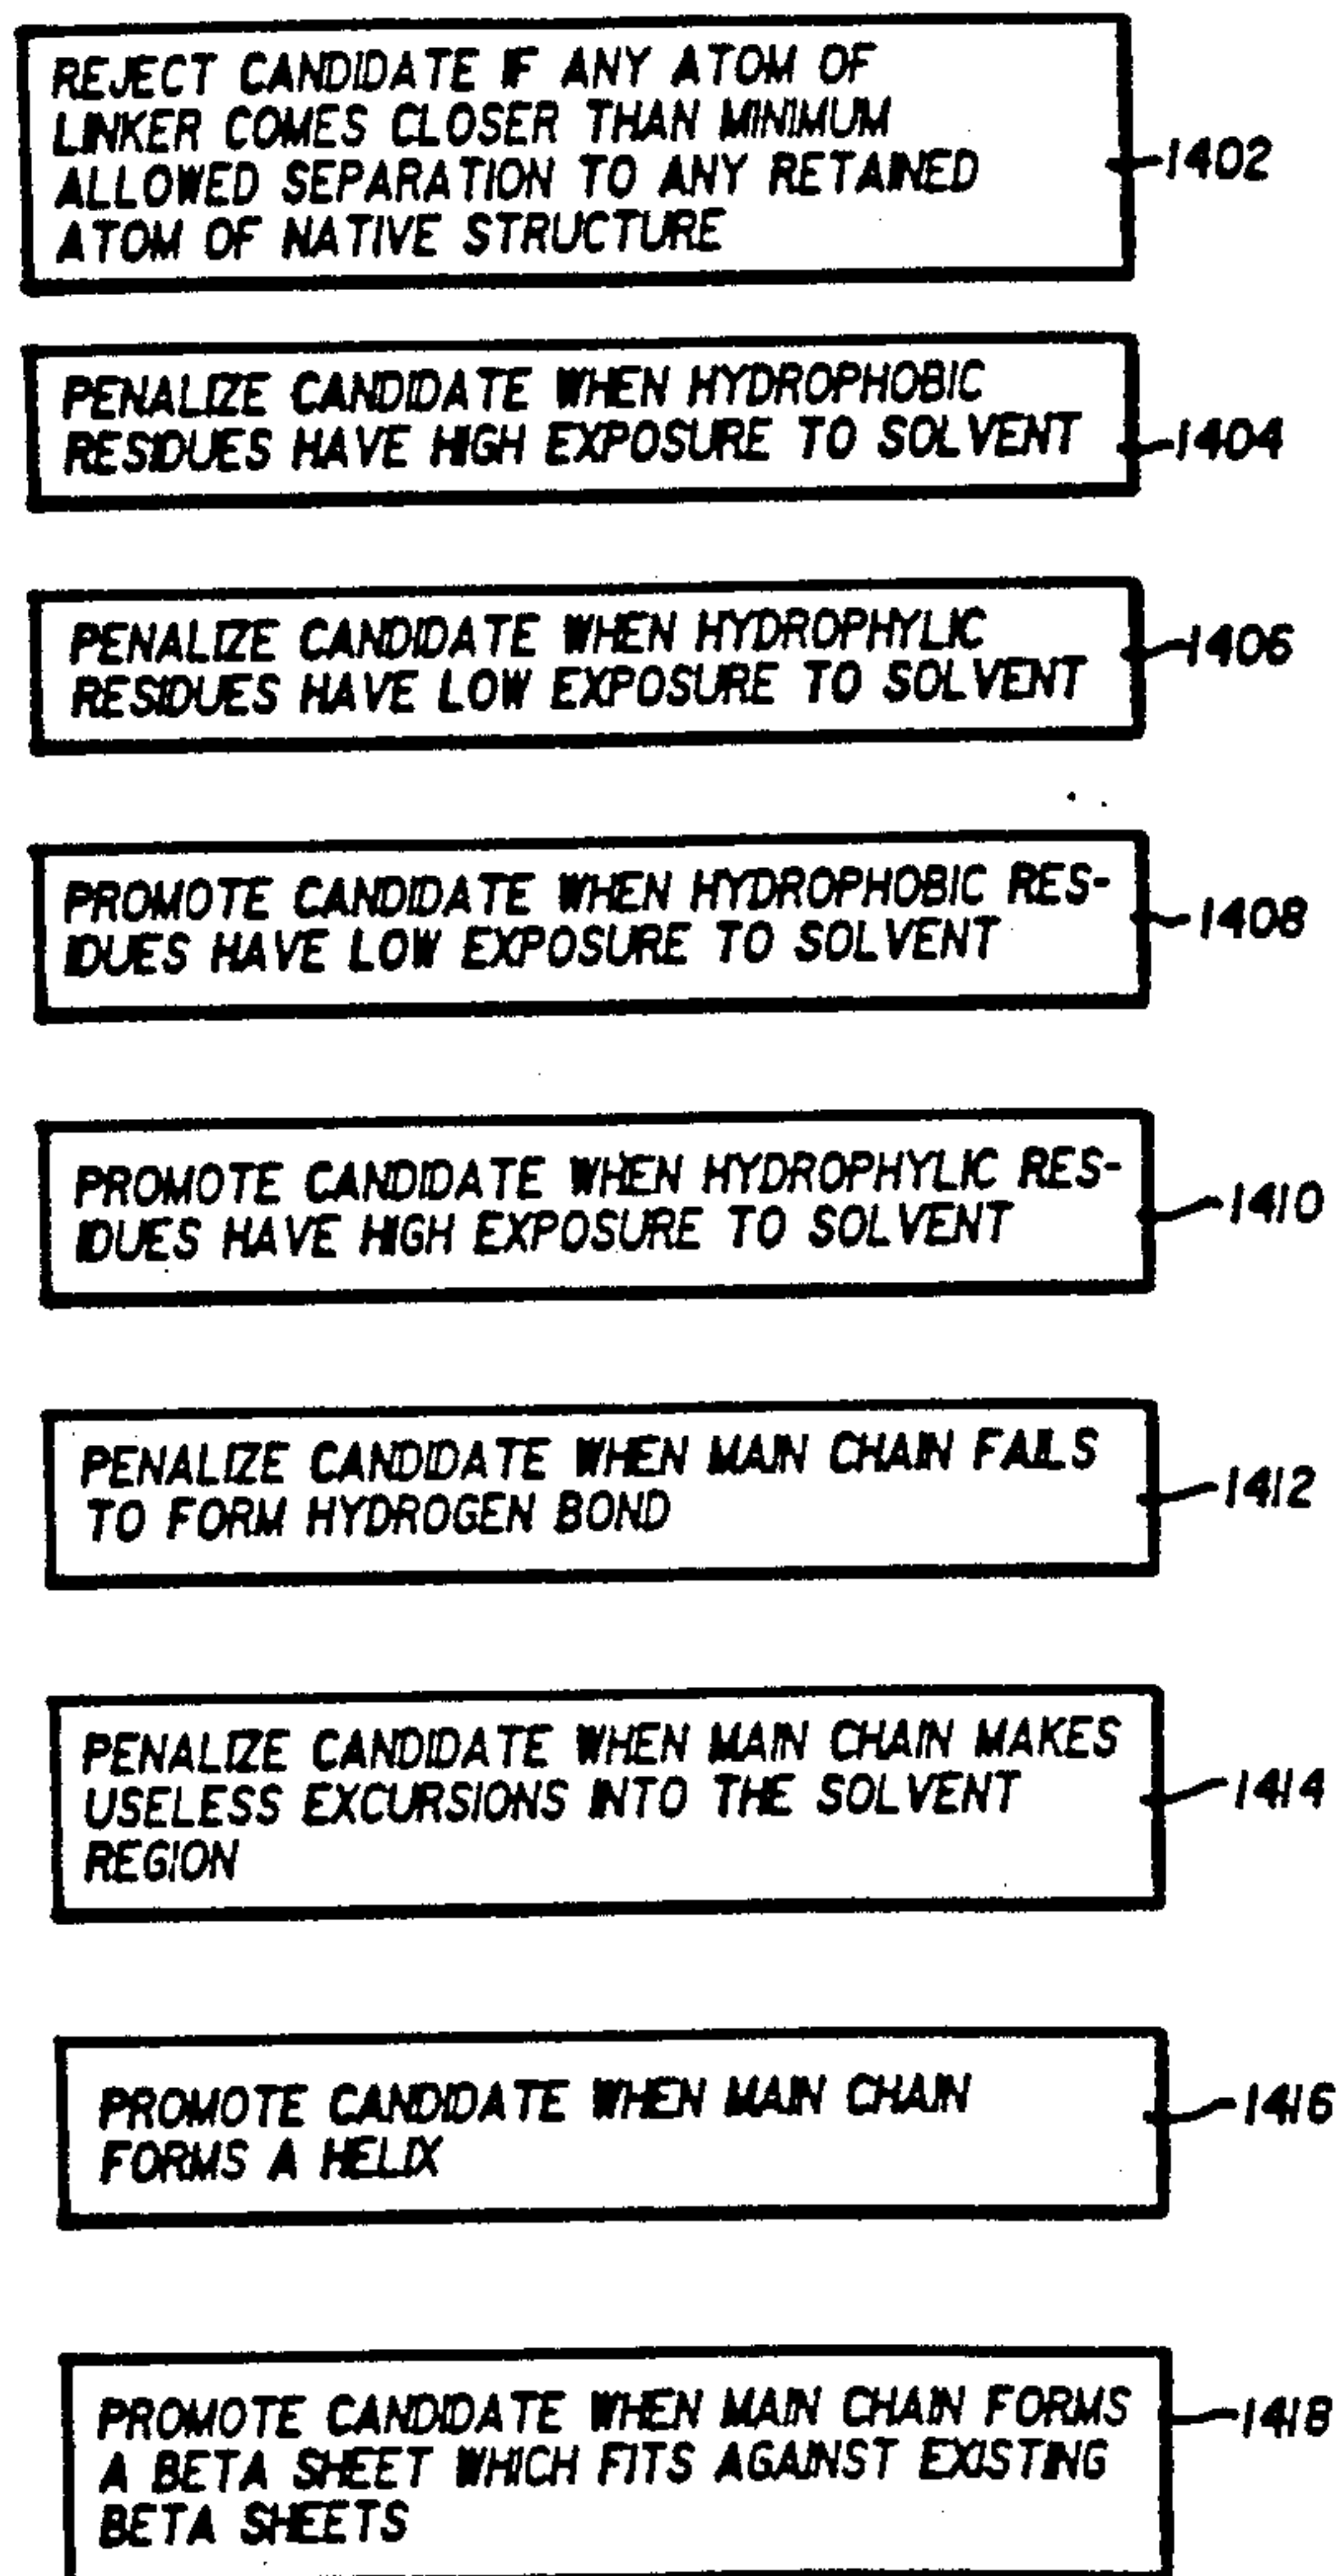 REJECT CANDIDATE IF ANY ATOM OF
LINKER COMES CLOSER THAN MINIMUM
ALLOWED SEPARATION TO ANY RETAINED
ATOM OF NATIVE STRUCTURE
1402
PENALIZE CANDIDATE WHEN HYDROPHOBIC
RESIDUES HAVE HIGH EXPOSURE TO SOLVENT
1404
PENALIZE CANDIDATE WHEN HYDROPHYLIC
RESIDUES HAVE LOW EXPOSURE TO SOLVENT
1406
PROMOTE CANDIDATE WHEN HYDROPHOBIC RES-
IDUES HAVE LOW EXPOSURE TO SOLVENT
1408
PROMOTE CANDIDATE WHEN HYDROPHYLIC RES-
IDUES HAVE HIGH EXPOSURE TO SOLVENT
1410
PENALIZE CANDIDATE WHEN MAIN CHAIN FAILS
TO FORM HYDROGEN BOND
1412
PENALIZE CANDIDATE WHEN MAIN CHAIN MAKES
USELESS EXCURSIONS INTO THE SOLVENT
REGION
1414
PROMOTE CANDIDATE WHEN MAIN CHAIN
FORMS A HELIX
1416
PROMOTE CANDIDATE WHEN MAIN CHAIN FORMS
A BETA SHEET WHICH FITS AGAINST EXISTING
BETA SHEETS
1418